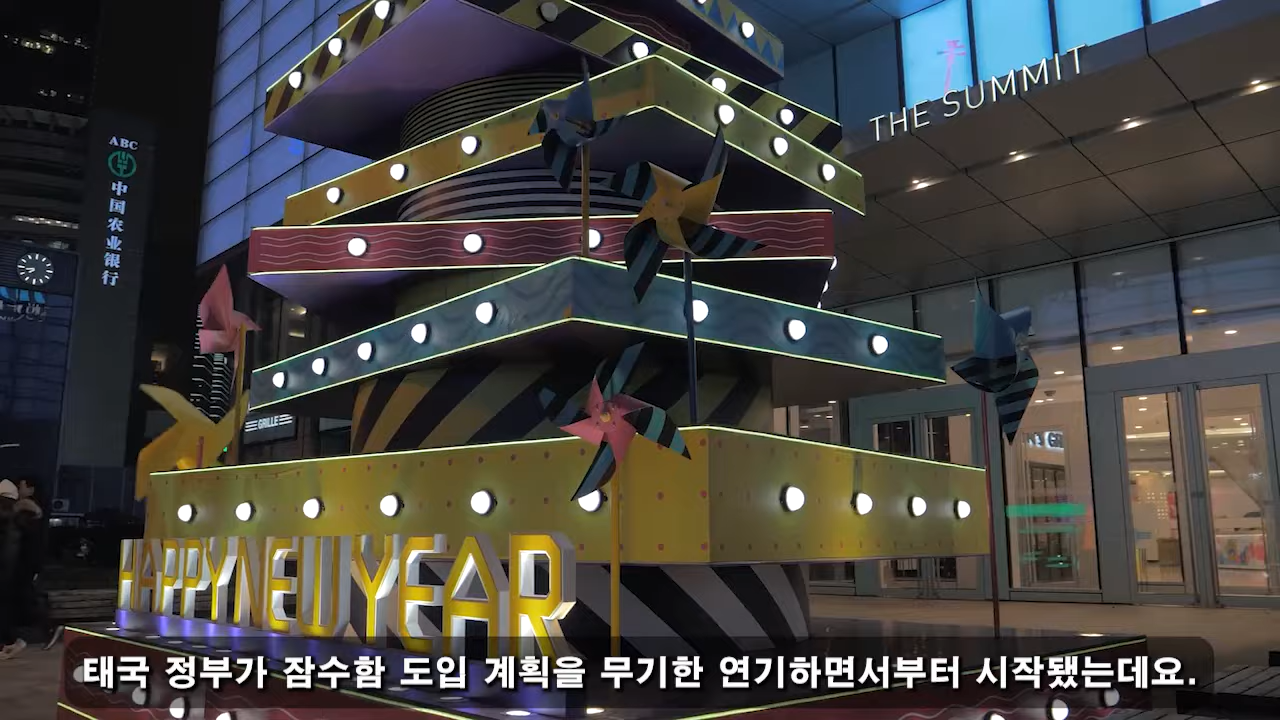 THE SUMMIT
ABC
中国农业银行
GRILLE
HAPPY NEW YEAR
태국 정부가 잠수함 도입 계획을 무기한 연기하면서부터 시작됐는데요.